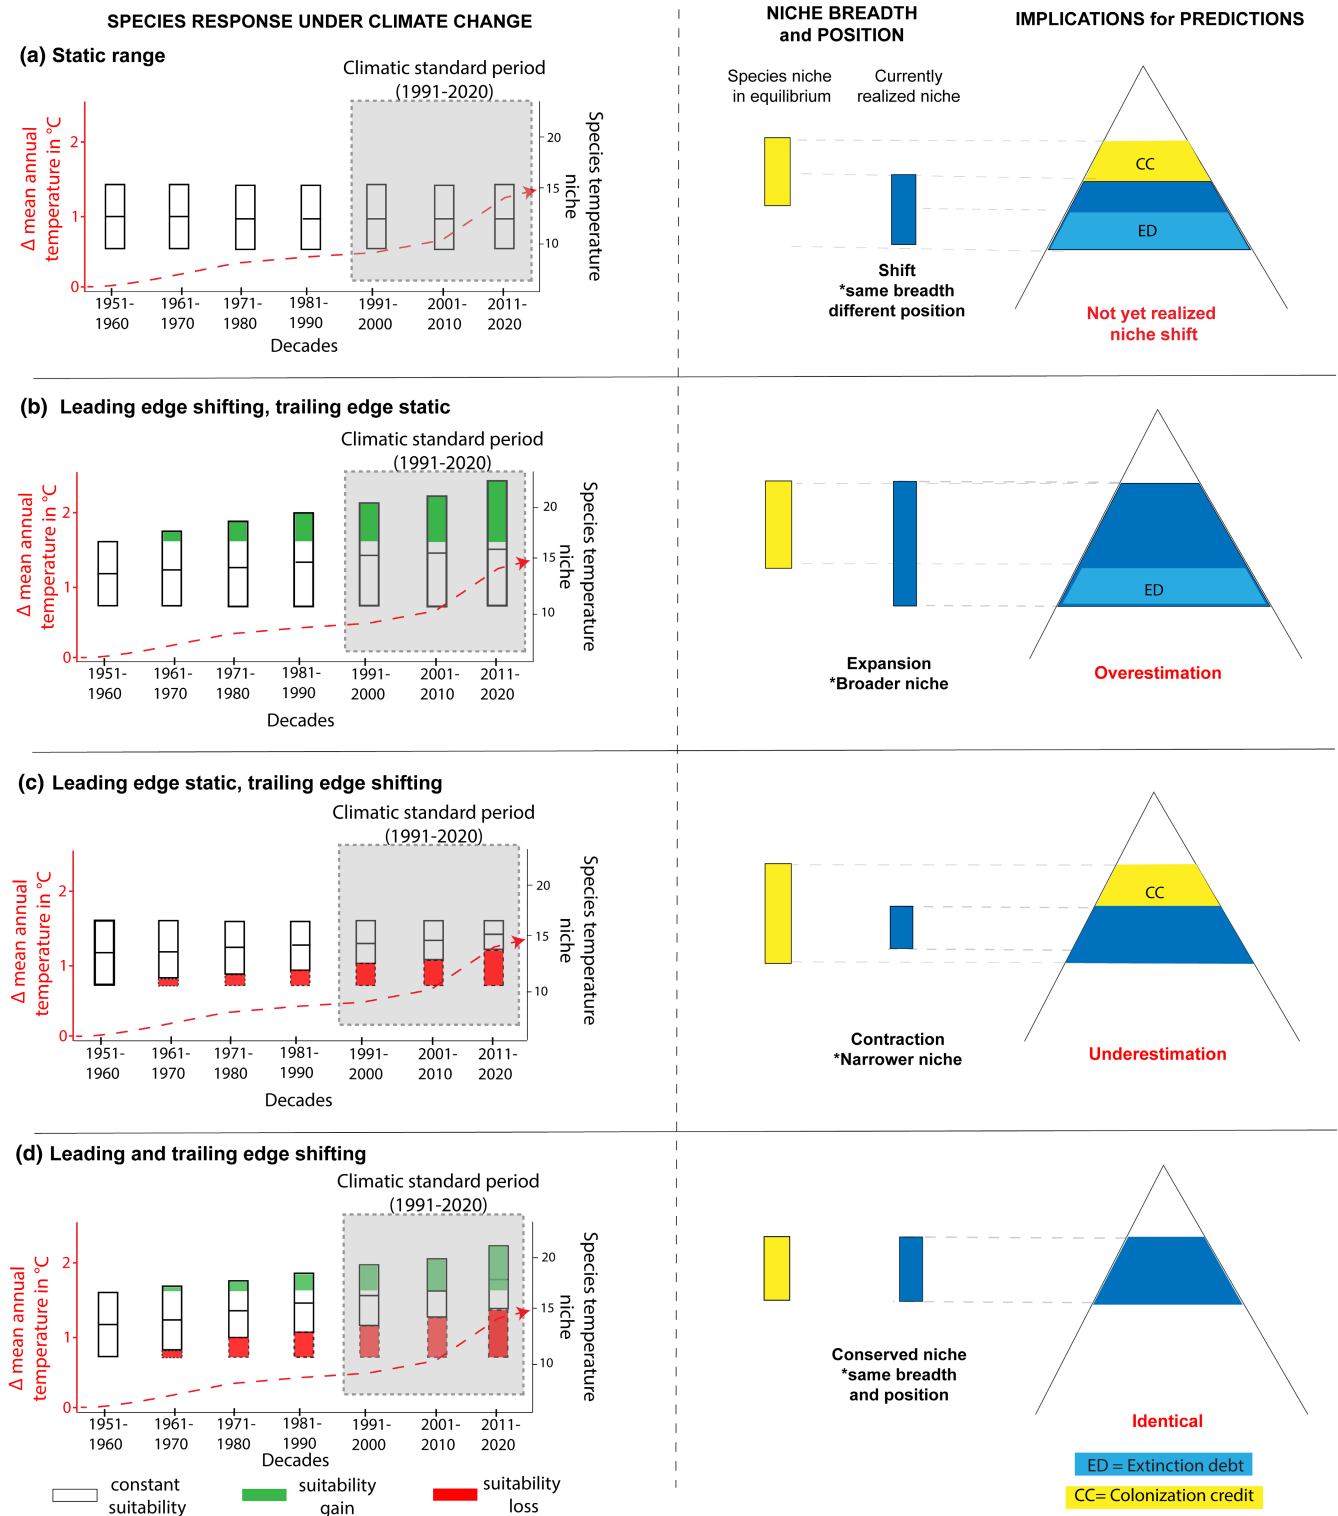 SPECIES RESPONSE UNDER CLIMATE CHANGE
NICHE BREADTH
and POSITION
IMPLICATIONS for PREDICTIONS
(a) Static range
Climatic standard period
(1991-2020)
Species niche
in equilibrium
Currently
realized niche
Δ mean annual
temperature in °C
2
1
0
20
15
10
Species temperature
niche
1951-
1960
1961-
1970
1971-
1980
1981-
1990
1991-
2000
2001-
2010
2011-
2020
Decades
Shift
*same breadth
different position
CC
ED
Not yet realized
niche shift
(b) Leading edge shifting, trailing edge static
Climatic standard period
(1991-2020)
Δ mean annual
temperature in °C
2
1
0
20
15
10
Species temperature
niche
1951-
1960
1961-
1970
1971-
1980
1981-
1990
1991-
2000
2001-
2010
2011-
2020
Decades
Expansion
*Broader niche
ED
Overestimation
(c) Leading edge static, trailing edge shifting
Climatic standard period
(1991-2020)
Δ mean annual
temperature in °C
2
1
0
20
15
10
Species temperature
niche
1951-
1960
1961-
1970
1971-
1980
1981-
1990
1991-
2000
2001-
2010
2011-
2020
Decades
Contraction
*Narrower niche
CC
Underestimation
(d) Leading and trailing edge shifting
Climatic standard period
(1991-2020)
Δ mean annual
temperature in °C
2
1
0
20
15
10
Species temperature
niche
1951-
1960
1961-
1970
1971-
1980
1981-
1990
1991-
2000
2001-
2010
2011-
2020
Decades
Conserved niche
*same breadth
and position
Identical
constant
suitability
suitability
gain
suitability
loss
ED = Extinction debt
CC= Colonization credit